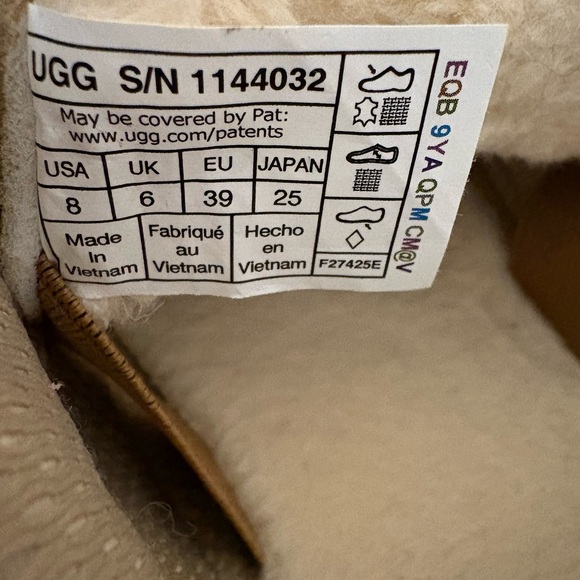 UGG S/N 1144032
May be covered by Pat:
www.ugg.com/patents
USA UK EU JAPAN
8 6 39 25
Made in Vietnam
Fabriqué au Vietnam
Hecho en Vietnam
F27425E
EQB 9YA QPM CM@V